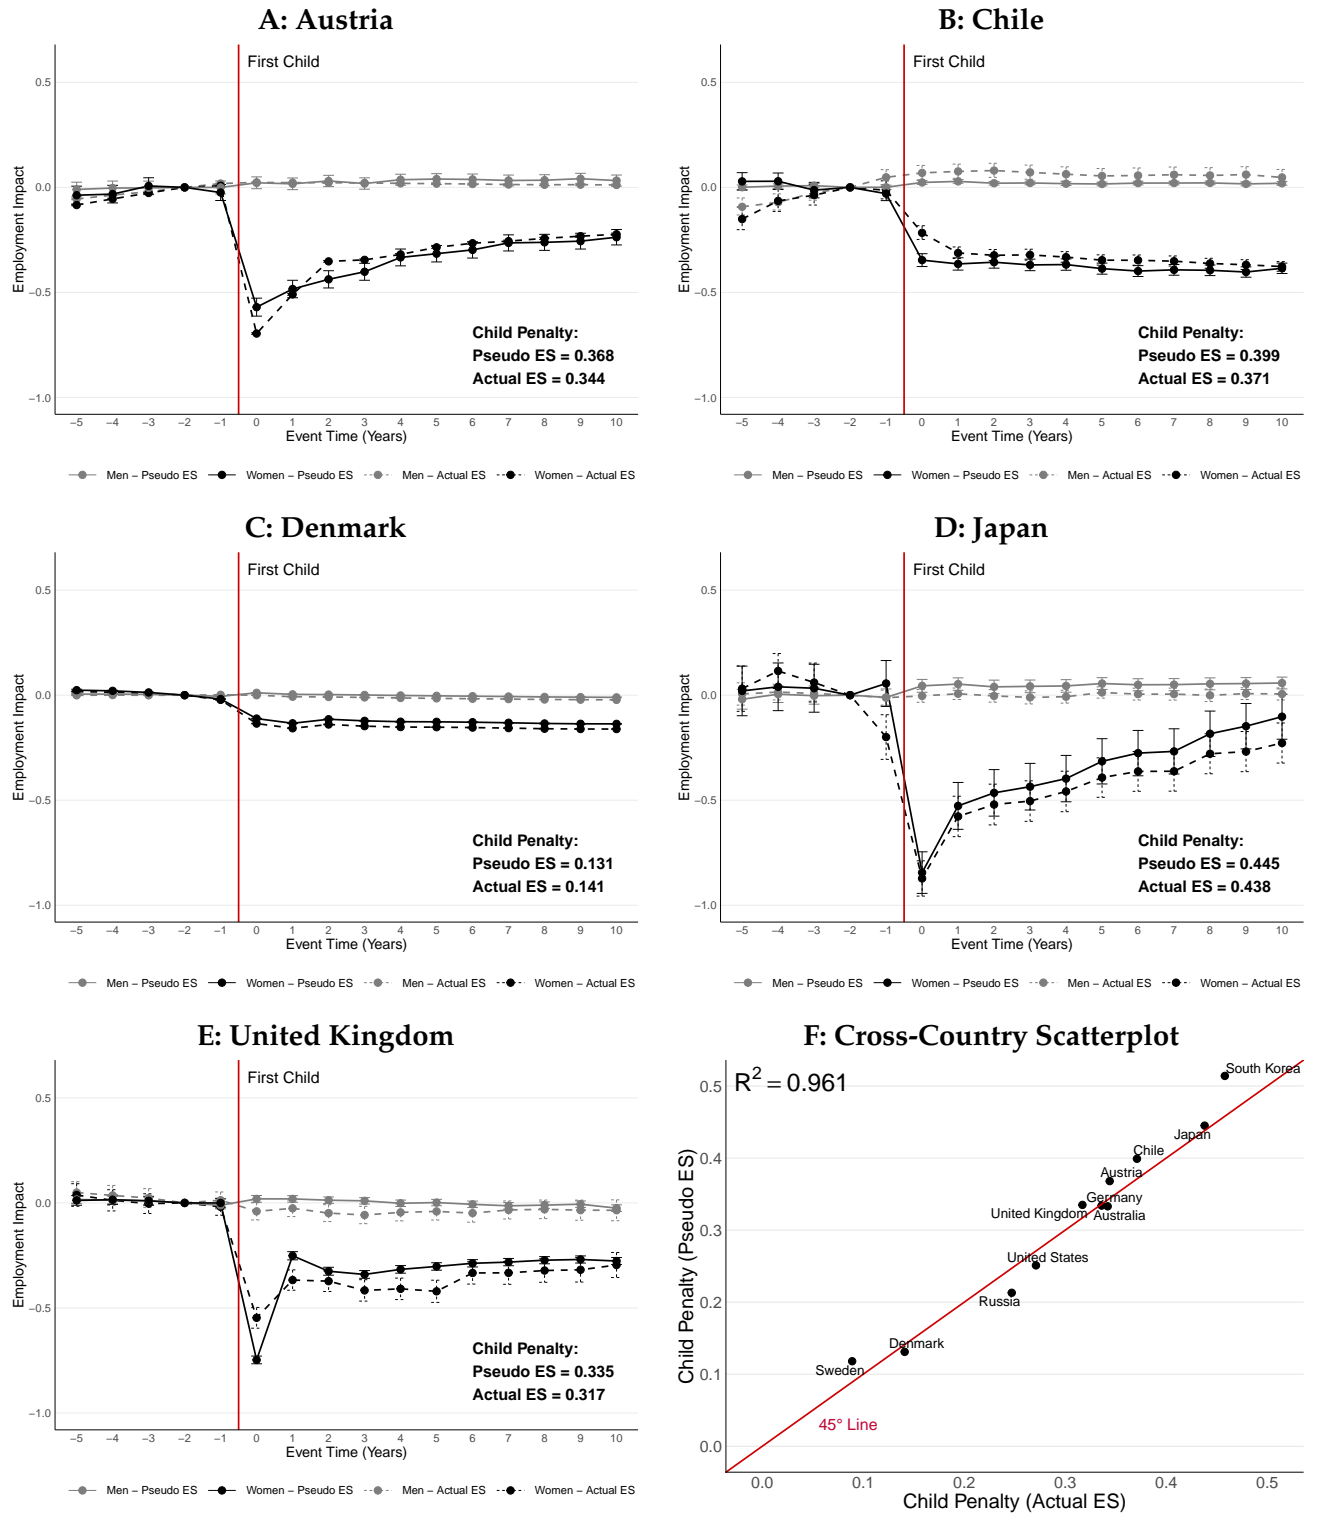 A: Austria
First Child
0.5
0.0
−0.5
−1.0
Employment Impact
Child Penalty:
Pseudo ES = 0.368
Actual ES = 0.344
−5 −4 −3 −2 −1 0 1 2 3 4 5 6 7 8 9 10
Event Time (Years)
Men − Pseudo ES Women − Pseudo ES Men − Actual ES Women − Actual ES
B: Chile
First Child
0.5
0.0
−0.5
−1.0
Employment Impact
Child Penalty:
Pseudo ES = 0.399
Actual ES = 0.371
−5 −4 −3 −2 −1 0 1 2 3 4 5 6 7 8 9 10
Event Time (Years)
Men − Pseudo ES Women − Pseudo ES Men − Actual ES Women − Actual ES
C: Denmark
First Child
0.5
0.0
−0.5
−1.0
Employment Impact
Child Penalty:
Pseudo ES = 0.131
Actual ES = 0.141
−5 −4 −3 −2 −1 0 1 2 3 4 5 6 7 8 9 10
Event Time (Years)
Men − Pseudo ES Women − Pseudo ES Men − Actual ES Women − Actual ES
D: Japan
First Child
0.5
0.0
−0.5
−1.0
Employment Impact
Child Penalty:
Pseudo ES = 0.445
Actual ES = 0.438
−5 −4 −3 −2 −1 0 1 2 3 4 5 6 7 8 9 10
Event Time (Years)
Men − Pseudo ES Women − Pseudo ES Men − Actual ES Women − Actual ES
E: United Kingdom
First Child
0.5
0.0
−0.5
−1.0
Employment Impact
Child Penalty:
Pseudo ES = 0.335
Actual ES = 0.317
−5 −4 −3 −2 −1 0 1 2 3 4 5 6 7 8 9 10
Event Time (Years)
Men − Pseudo ES Women − Pseudo ES Men − Actual ES Women − Actual ES
F: Cross-Country Scatterplot
R² = 0.961
South Korea
Japan
Chile
Austria
Germany
United Kingdom
Australia
United States
Russia
Denmark
Sweden
45° Line
0.5
0.4
0.3
0.2
0.1
0.0
Child Penalty (Pseudo ES)
0.0 0.1 0.2 0.3 0.4 0.5
Child Penalty (Actual ES)